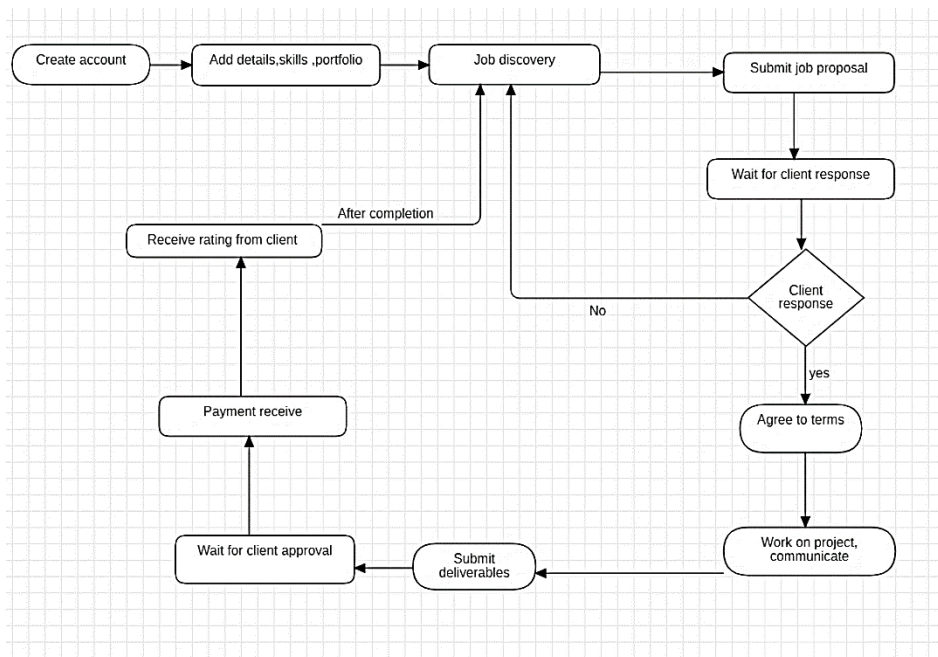 Create account
Add details,skills ,portfolio
Job discovery
Submit job proposal
Wait for client response
Client
response
No
yes
Agree to terms
Work on project,
communicate
Submit
deliverables
Wait for client approval
Payment receive
Receive rating from client
After completion